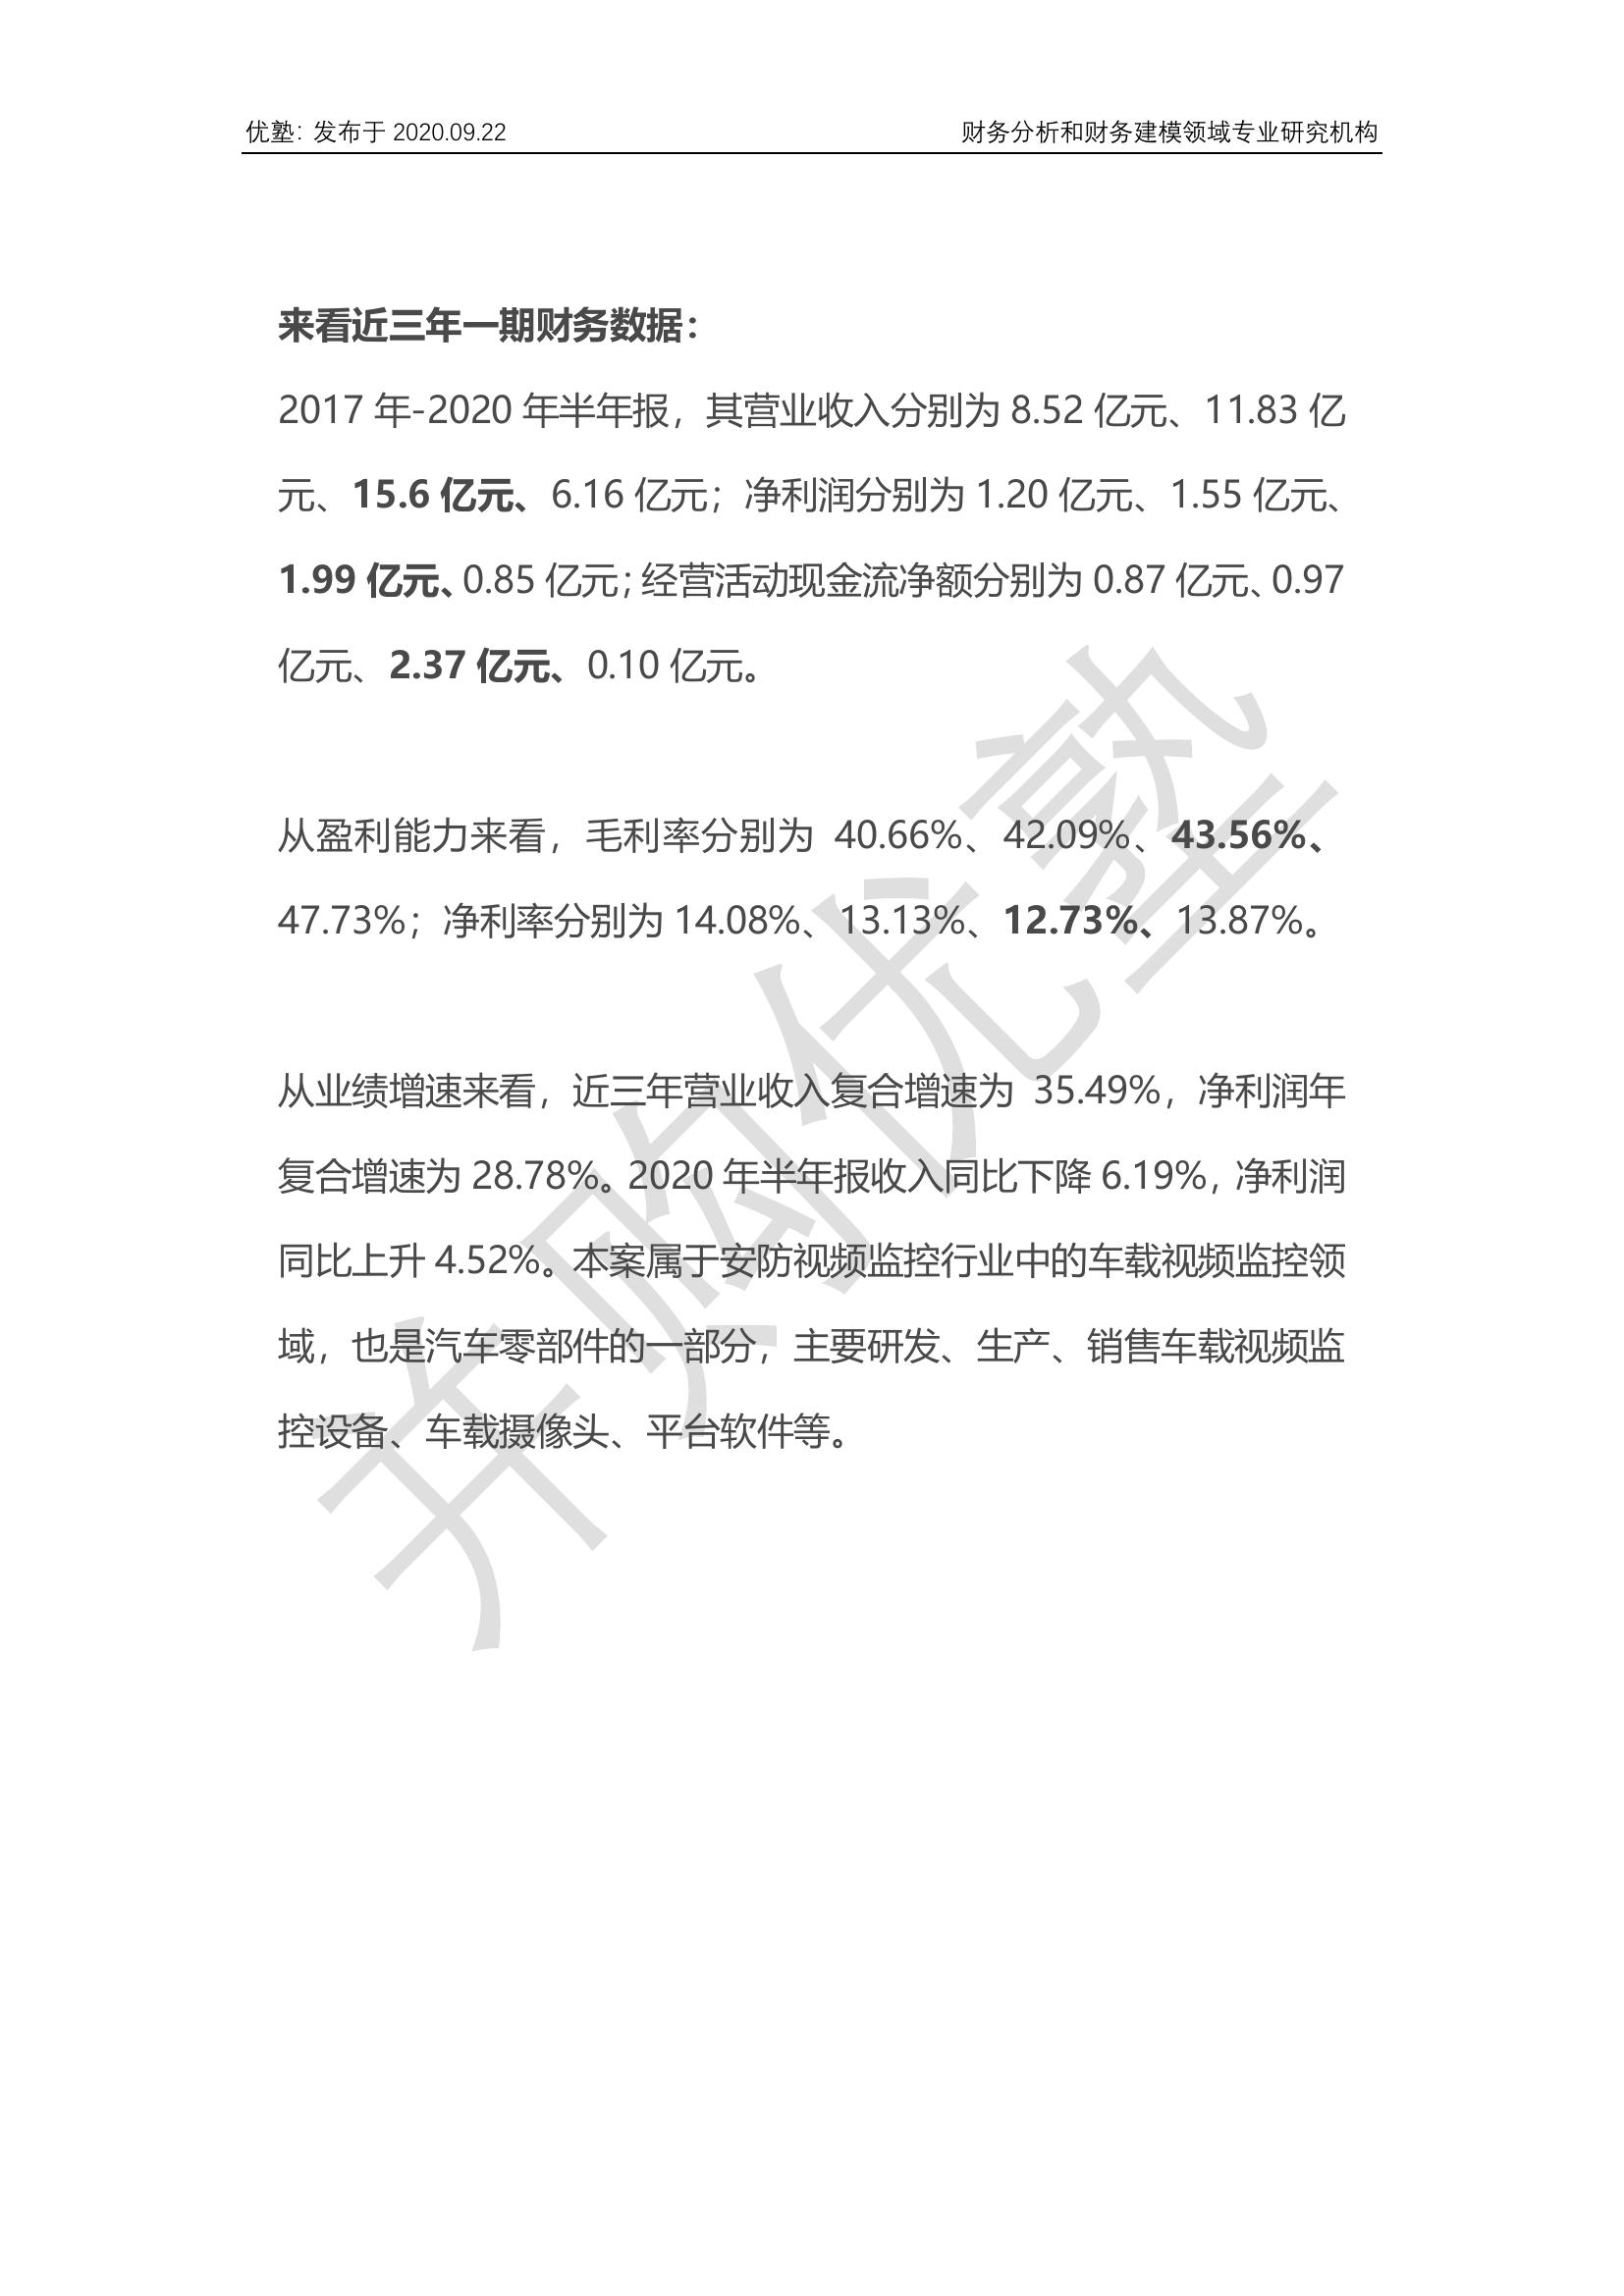 优塾：发布于 2020.09.22 财务分析和财务建模领域专业研究机构
来看近三年一期财务数据：
2017 年-2020 年半年报，其营业收入分别为 8.52 亿元、11.83 亿
元、15.6 亿元、6.16 亿元；净利润分别为 1.20 亿元、1.55 亿元、
1.99 亿元、0.85 亿元；经营活动现金流净额分别为 0.87 亿元、0.97
亿元、2.37 亿元、0.10 亿元。
从盈利能力来看，毛利率分别为 40.66%、42.09%、43.56%、
47.73%；净利率分别为 14.08%、13.13%、12.73%、13.87%。
从业绩增速来看，近三年营业收入复合增速为 35.49%，净利润年
复合增速为 28.78%。2020 年半年报收入同比下降 6.19%，净利润
同比上升 4.52%。本案属于安防视频监控行业中的车载视频监控领
域，也是汽车零部件的一部分，主要研发、生产、销售车载视频监
控设备、车载摄像头、平台软件等。
并购优塾